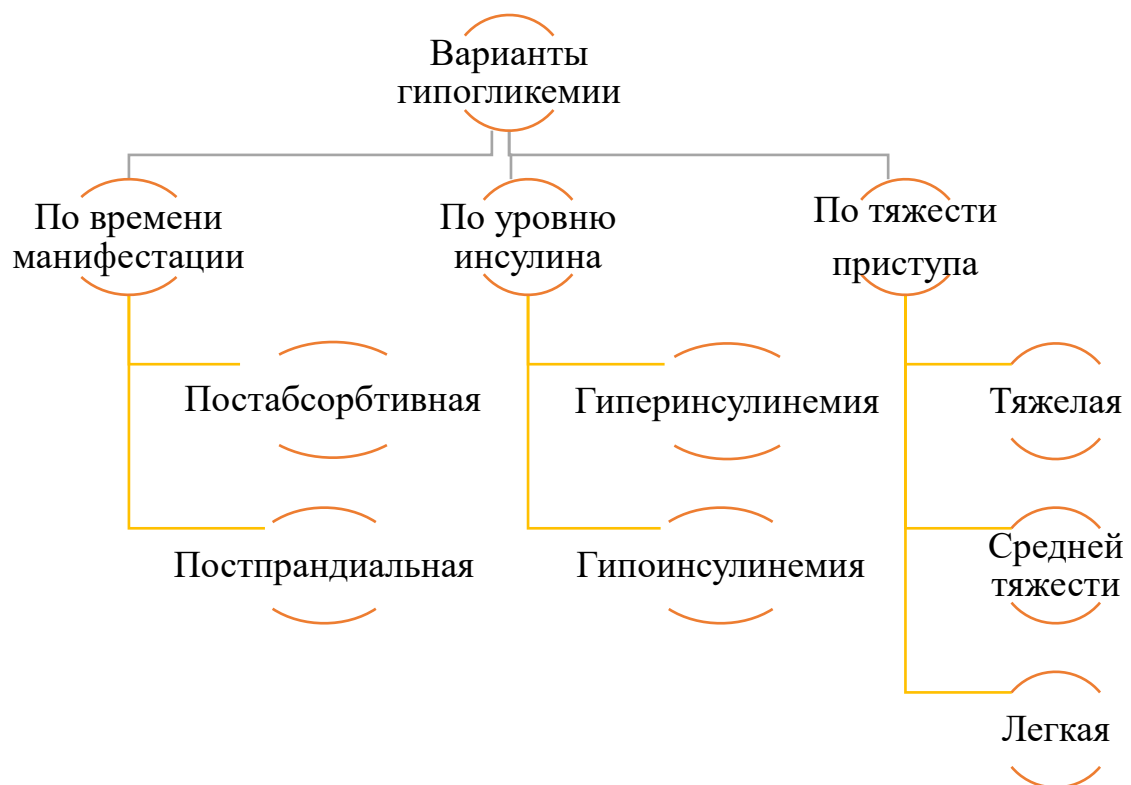 Варианты
гипогликемии
По времени
манифестации
По уровню
инсулина
По тяжести
приступа
Постабсорбтивная
Гиперинсулинемия
Тяжелая
Постпрандиальная
Гипоинсулинемия
Средней
тяжести
Легкая